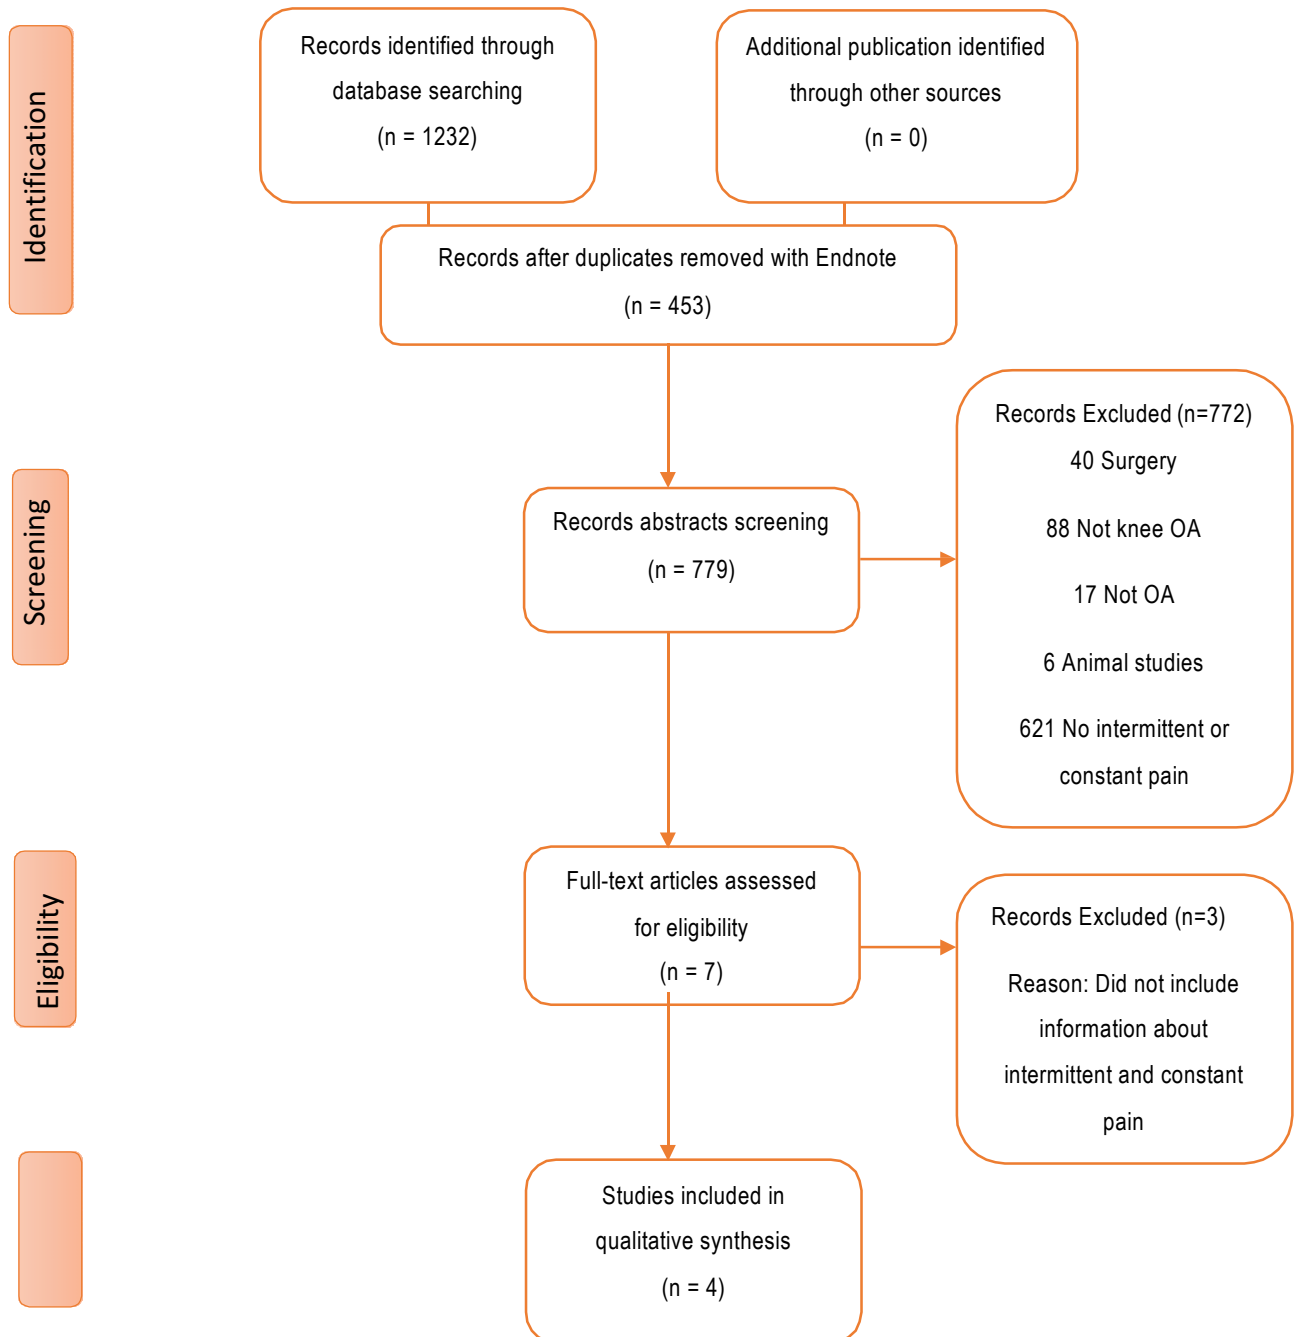 Identification
Records identified through
database searching
(n = 1232)
Additional publication identified
through other sources
(n = 0)
Records after duplicates removed with Endnote
(n = 453)
Screening
Records abstracts screening
(n = 779)
Records Excluded (n=772)
40 Surgery
88 Not knee OA
17 Not OA
6 Animal studies
621 No intermittent or
constant pain
Eligibility
Full-text articles assessed
for eligibility
(n = 7)
Records Excluded (n=3)
Reason: Did not include
information about
intermittent and constant
pain
Studies included in
qualitative synthesis
(n = 4)